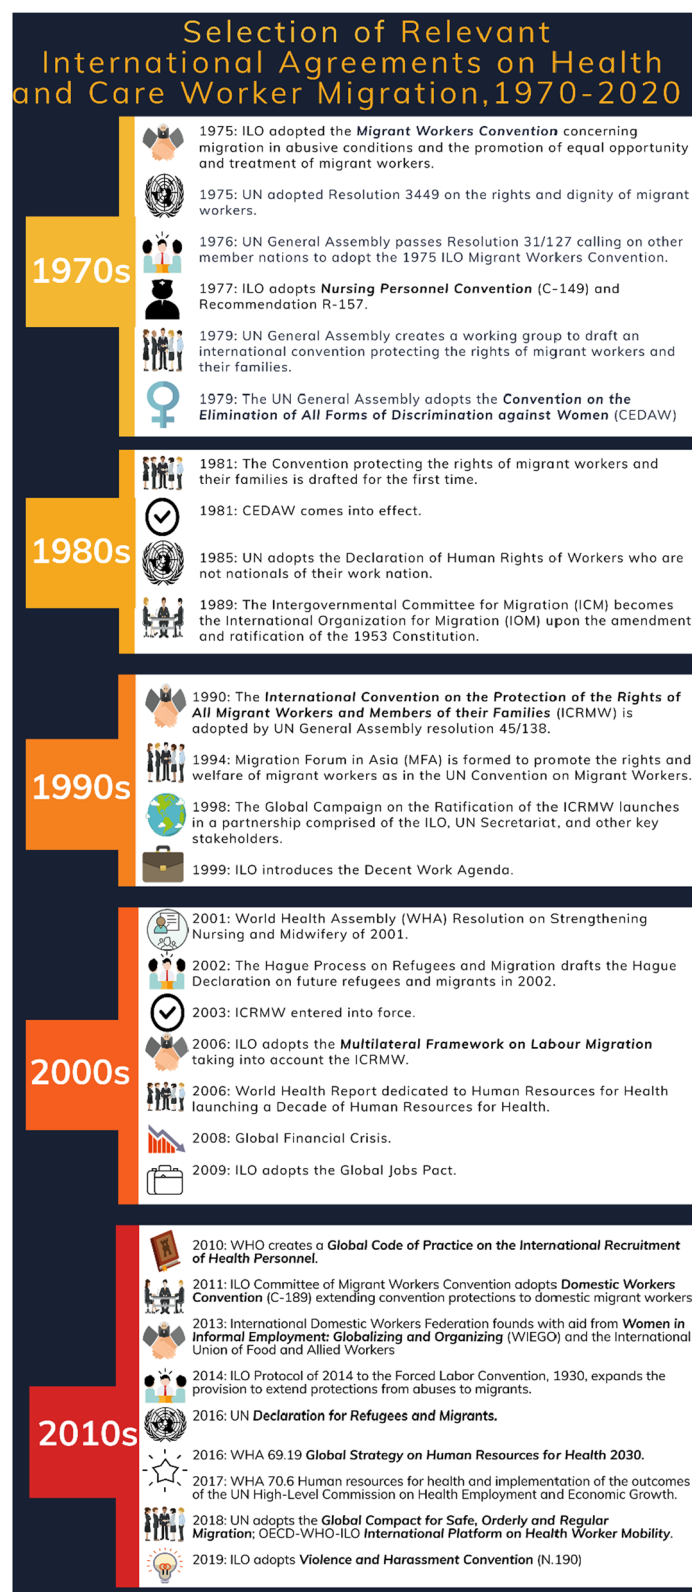 Selection of Relevant
International Agreements on Health
and Care Worker Migration,1970-2020
1970s
1975: ILO adopted the Migrant Workers Convention concerning
migration in abusive conditions and the promotion of equal opportunity
and treatment of migrant workers.
1975: UN adopted Resolution 3449 on the rights and dignity of migrant
workers.
1976: UN General Assembly passes Resolution 31/127 calling on other
member nations to adopt the 1975 ILO Migrant Workers Convention.
1977: ILO adopts Nursing Personnel Convention (C-149) and
Recommendation R-157.
1979: UN General Assembly creates a working group to draft an
international convention protecting the rights of migrant workers and
their families.
1979: The UN General Assembly adopts the Convention on the
Elimination of All Forms of Discrimination against Women (CEDAW)
1980s
1981: The Convention protecting the rights of migrant workers and
their families is drafted for the first time.
1981: CEDAW comes into effect.
1985: UN adopts the Declaration of Human Rights of Workers who are
not nationals of their work nation.
1989: The Intergovernmental Committee for Migration (ICM) becomes
the International Organization for Migration (IOM) upon the amendment
and ratification of the 1953 Constitution.
1990s
1990: The International Convention on the Protection of the Rights of
All Migrant Workers and Members of their Families (ICRMW) is
adopted by UN General Assembly resolution 45/138.
1994: Migration Forum in Asia (MFA) is formed to promote the rights and
welfare of migrant workers as in the UN Convention on Migrant Workers.
1998: The Global Campaign on the Ratification of the ICRMW launches
in a partnership comprised of the ILO, UN Secretariat, and other key
stakeholders.
1999: ILO introduces the Decent Work Agenda.
2000s
2001: World Health Assembly (WHA) Resolution on Strengthening
Nursing and Midwifery of 2001.
2002: The Hague Process on Refugees and Migration drafts the Hague
Declaration on future refugees and migrants in 2002.
2003: ICRMW entered into force.
2006: ILO adopts the Multilateral Framework on Labour Migration
taking into account the ICRMW.
2006: World Health Report dedicated to Human Resources for Health
launching a Decade of Human Resources for Health.
2008: Global Financial Crisis.
2009: ILO adopts the Global Jobs Pact.
2010s
2010: WHO creates a Global Code of Practice on the International Recruitment
of Health Personnel.
2011: ILO Committee of Migrant Workers Convention adopts Domestic Workers
Convention (C-189) extending convention protections to domestic migrant workers
2013: International Domestic Workers Federation founds with aid from Women in
Informal Employment: Globalizing and Organizing (WIEGO) and the International
Union of Food and Allied Workers
2014: ILO Protocol of 2014 to the Forced Labor Convention, 1930, expands the
provision to extend protections from abuses to migrants.
2016: UN Declaration for Refugees and Migrants.
2016: WHA 69.19 Global Strategy on Human Resources for Health 2030.
2017: WHA 70.6 Human resources for health and implementation of the outcomes
of the UN High-Level Commission on Health Employment and Economic Growth.
2018: UN adopts the Global Compact for Safe, Orderly and Regular
Migration; OECD-WHO-ILO International Platform on Health Worker Mobility.
2019: ILO adopts Violence and Harassment Convention (N.190)